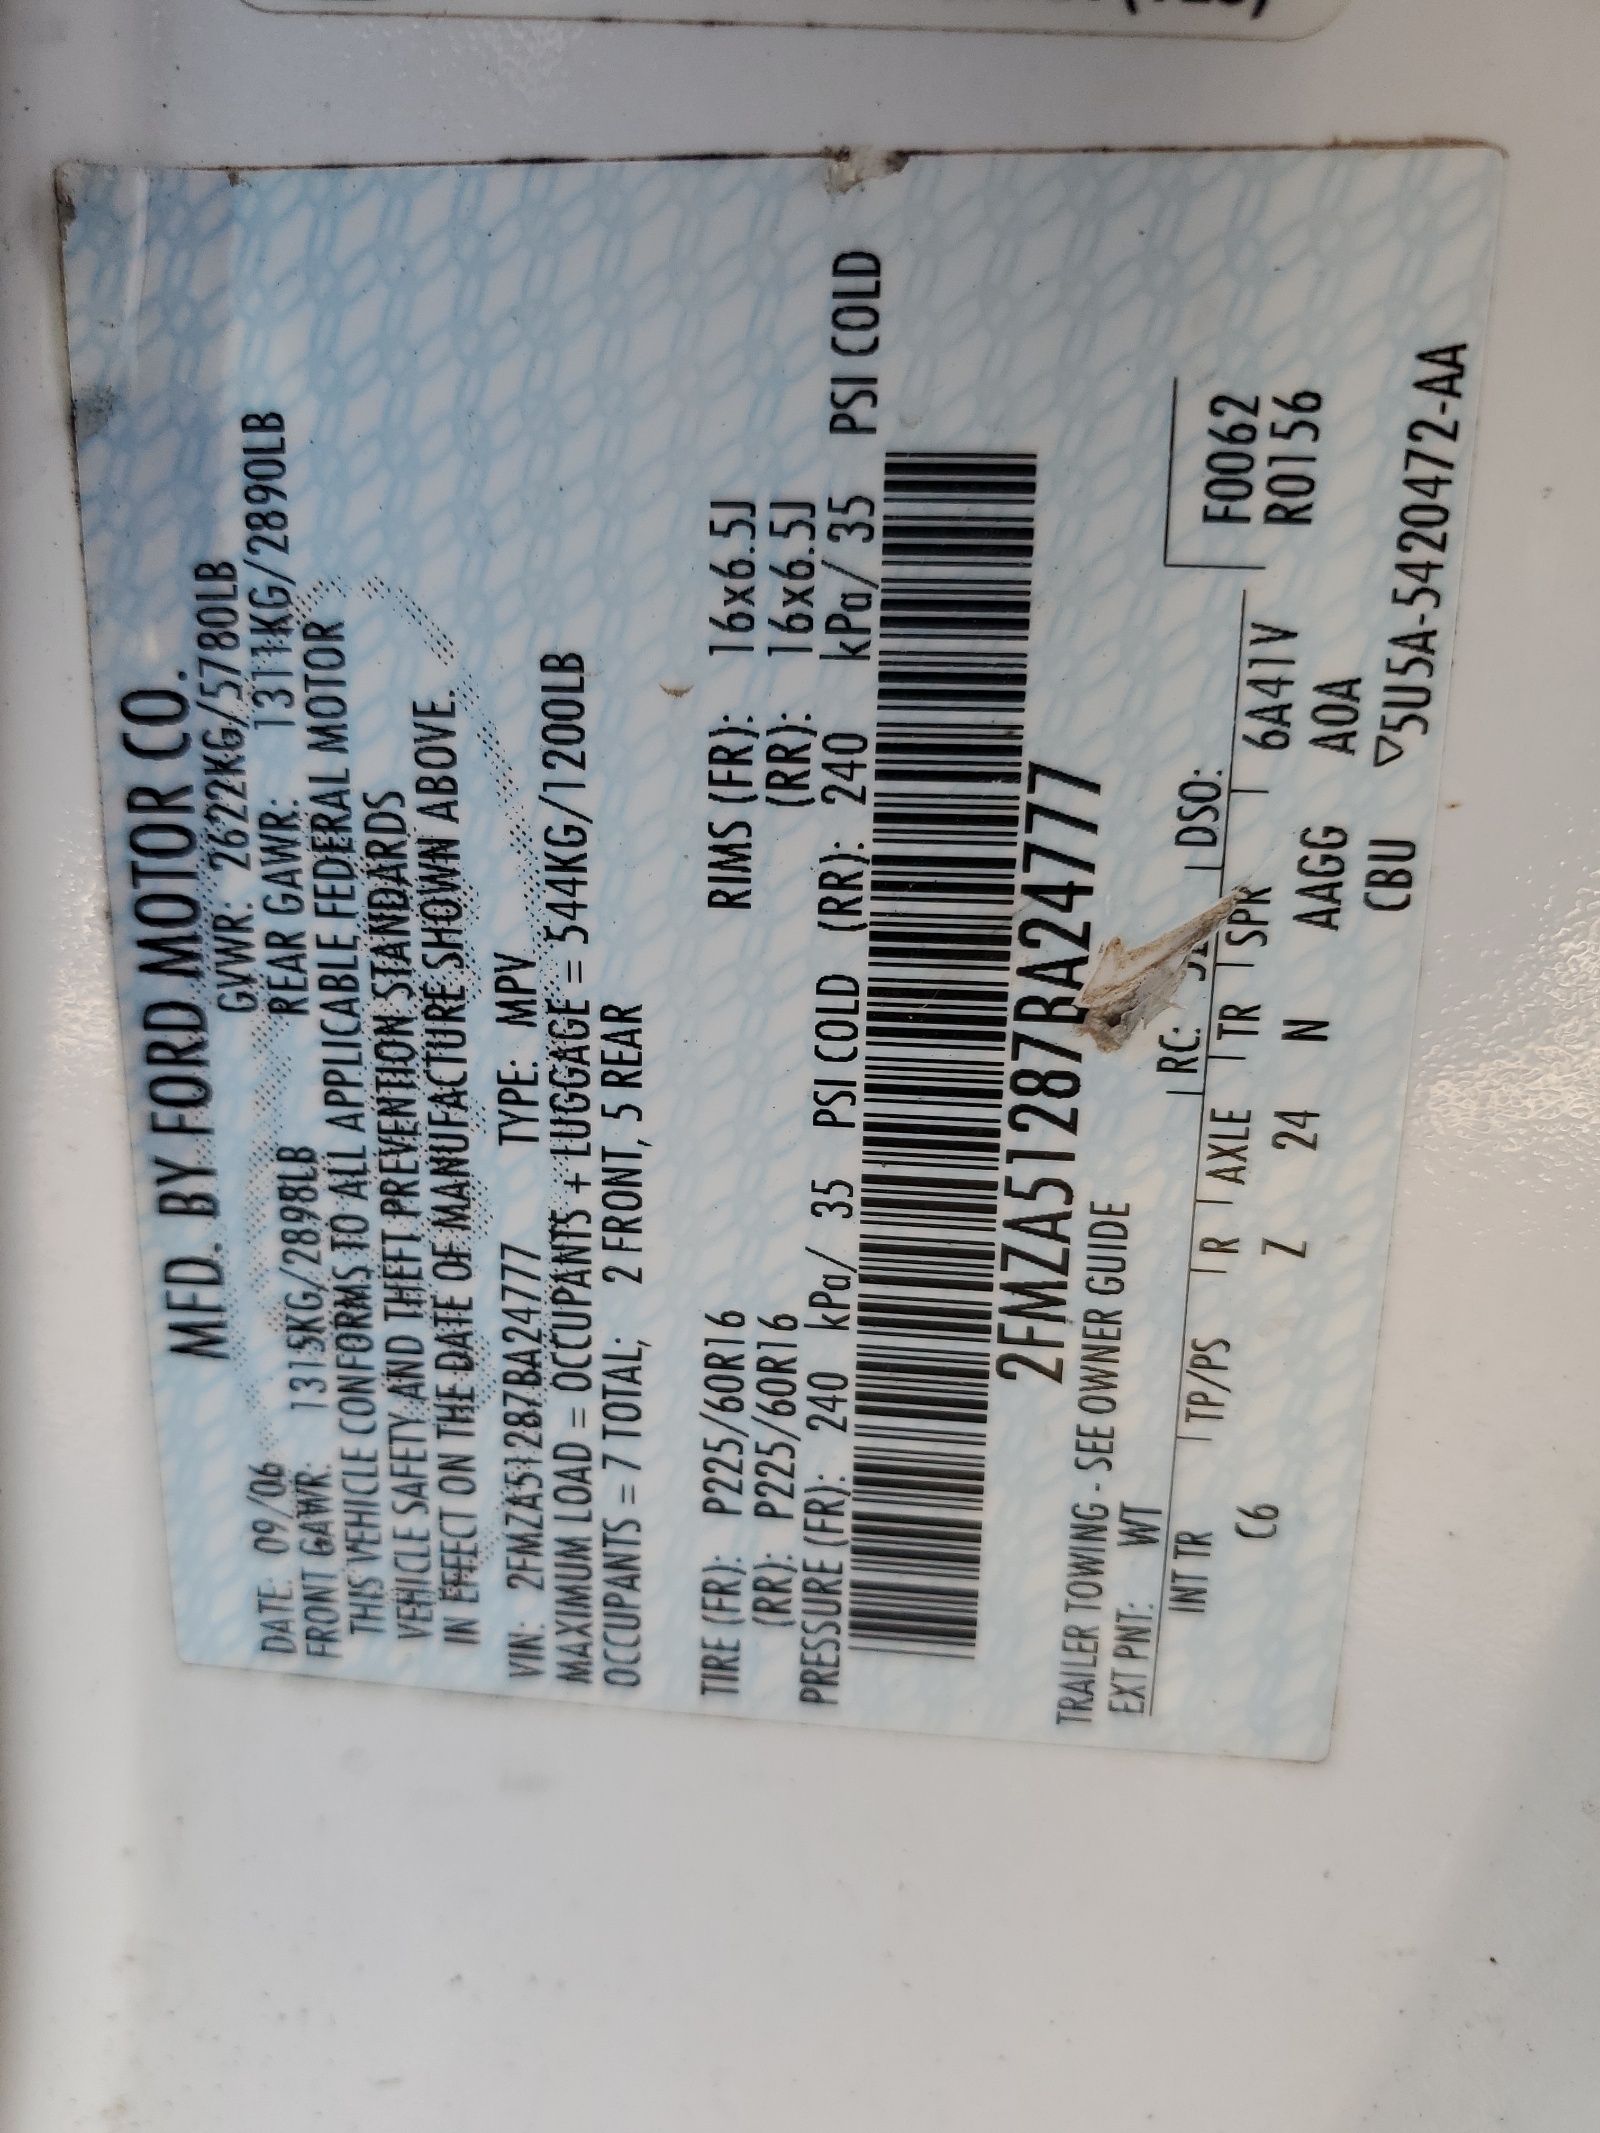 MFD. BY FORD MOTOR CO.
DATE: 09/06 GVWR: 2622KG/5780LB
FRONT GAWR: 1315KG/2898LB REAR GAWR: 1311KG/2890LB
THIS VEHICLE CONFORMS TO ALL APPLICABLE FEDERAL MOTOR
VEHICLE SAFETY AND THEFT PREVENTION STANDARDS
IN EFFECT ON THE DATE OF MANUFACTURE SHOWN ABOVE.
VIN: 2FMZA51287BA24777 TYPE: MPV
MAXIMUM LOAD = OCCUPANTS + LUGGAGE = 544KG/1200LB
OCCUPANTS = 7 TOTAL; 2 FRONT, 5 REAR
TIRE (FR): P225/60R16 RIMS (FR): 16x6.5J
(RR): P225/60R16 (RR): 16x6.5J
PRESSURE (FR): 240 kPa/ 35 PSI COLD (RR): 240 kPa/ 35 PSI COLD
2FMZA51287BA24777
TRAILER TOWING - SEE OWNER GUIDE
EXT PNT: WT RC: DSO:
F0062
R0156
INT TR TP/PS R AXLE TR SPR
C6 Z 24 N AAGG 6A41V A0A
CBU ▽5U5A-5420472-AA